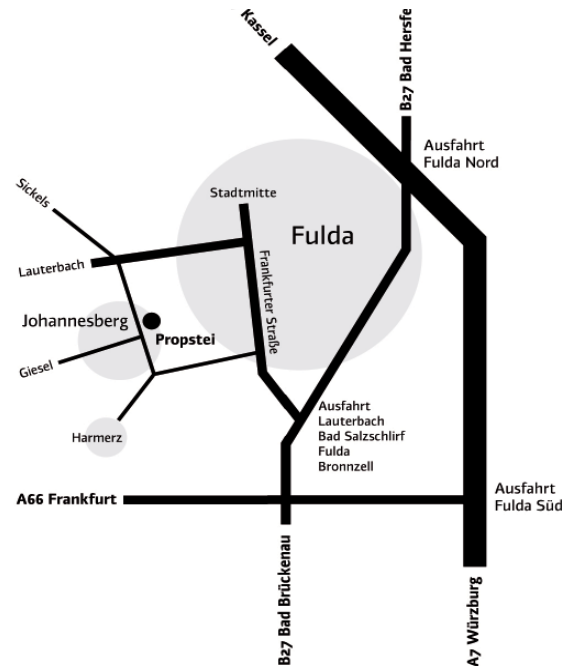 Kassel
B27 Bad Hersfe
Ausfahrt
Fulda Nord
Sickels
Stadtmitte
Fulda
Lauterbach
Frankfurter Straße
Johannesberg
Propstei
Giesel
Harmerz
Ausfahrt
Lauterbach
Bad Salzschlirf
Fulda
Bronnzell
A66 Frankfurt
Ausfahrt
Fulda Süd
B27 Bad Brückenau
A7 Würzburg